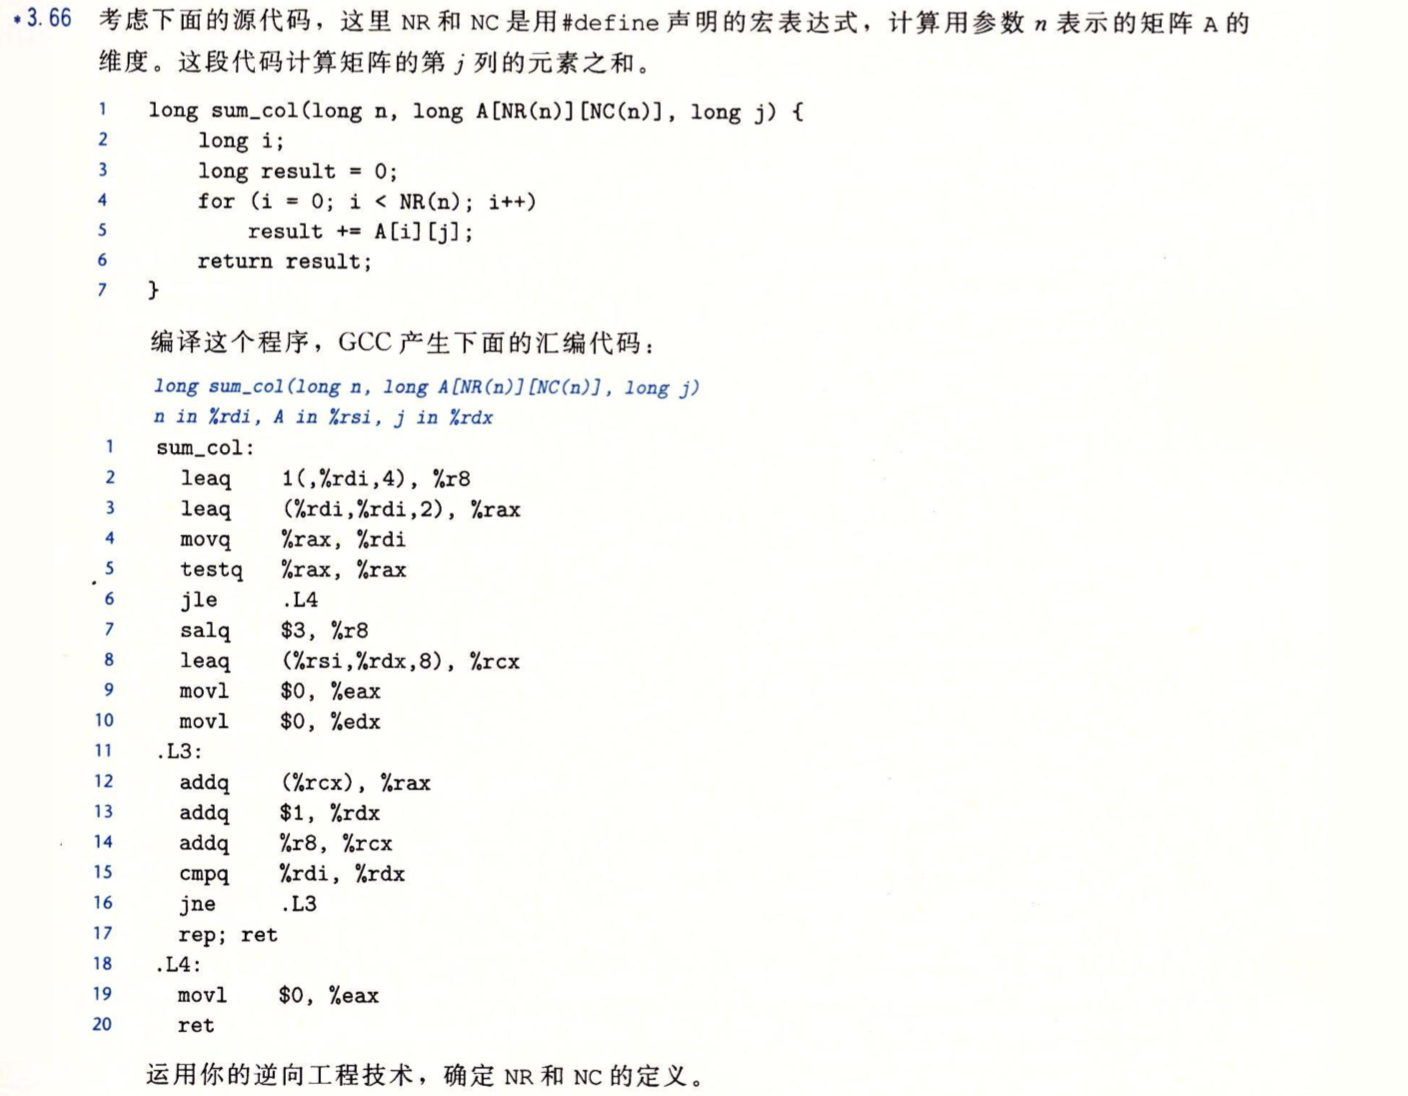 *3.66 考虑下面的源代码，这里 NR 和 NC 是用#define 声明的宏表达式，计算用参数 n 表示的矩阵 A 的
维度。这段代码计算矩阵的第 j 列的元素之和。
1 long sum_col(long n, long A[NR(n)][NC(n)], long j) {
2 long i;
3 long result = 0;
4 for (i = 0; i < NR(n); i++)
5 result += A[i][j];
6 return result;
7 }
编译这个程序，GCC 产生下面的汇编代码：
long sum_col(long n, long A[NR(n)][NC(n)], long j)
n in %rdi, A in %rsi, j in %rdx
1 sum_col:
2 leaq 1(,%rdi,4), %r8
3 leaq (%rdi,%rdi,2), %rax
4 movq %rax, %rdi
5 testq %rax, %rax
6 jle .L4
7 salq $3, %r8
8 leaq (%rsi,%rdx,8), %rcx
9 movl $0, %eax
10 movl $0, %edx
11 .L3:
12 addq (%rcx), %rax
13 addq $1, %rdx
14 addq %r8, %rcx
15 cmpq %rdi, %rdx
16 jne .L3
17 rep; ret
18 .L4:
19 movl $0, %eax
20 ret
运用你的逆向工程技术，确定 NR 和 NC 的定义。